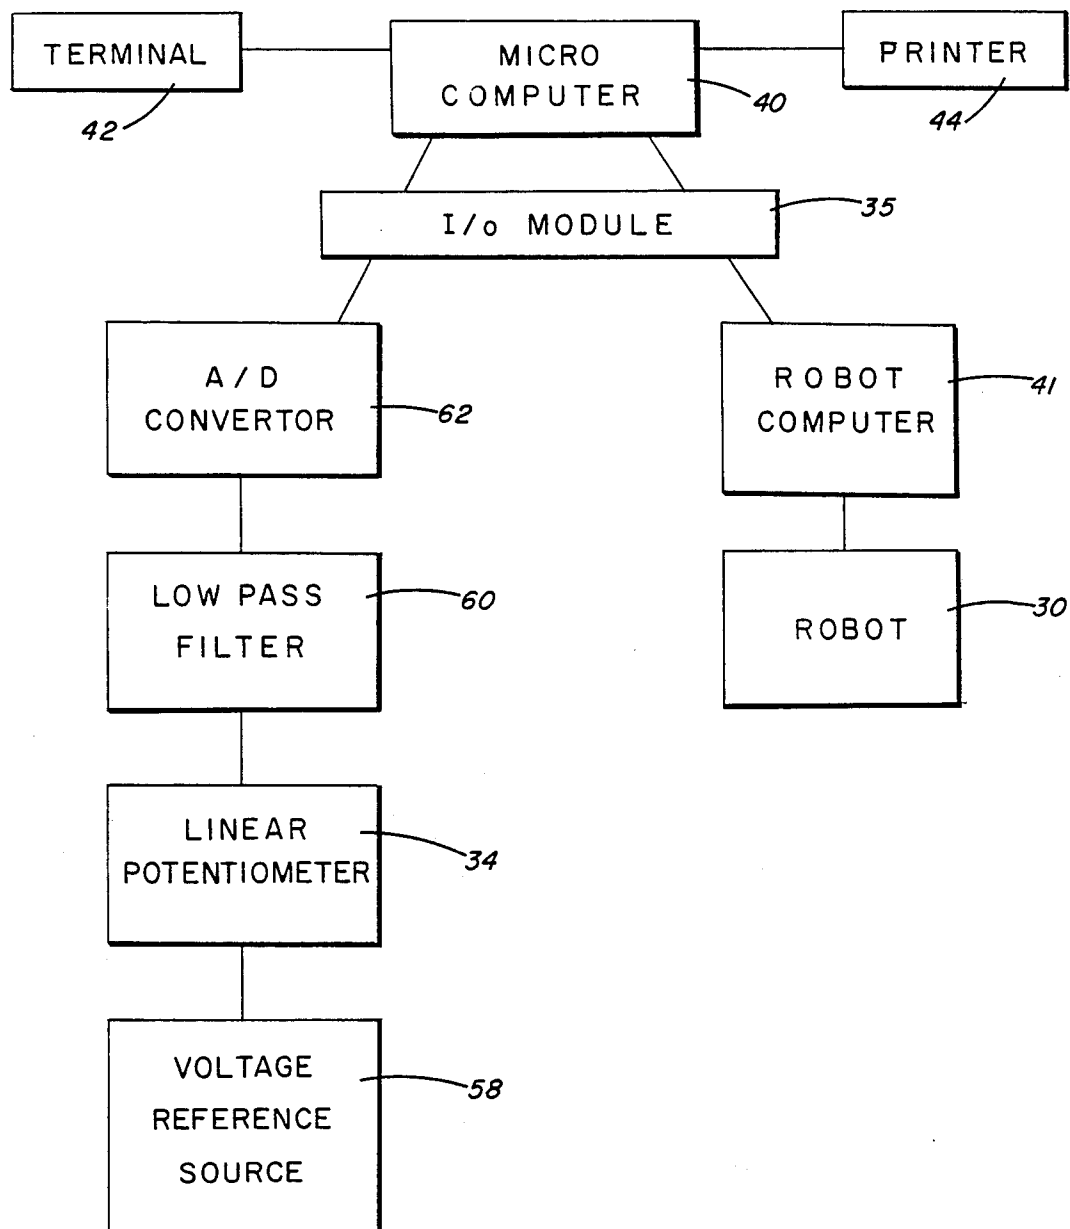 TERMINAL
42
MICRO
COMPUTER
40
PRINTER
44
I/o MODULE
35
A/D
CONVERTOR
62
ROBOT
COMPUTER
41
LOW PASS
FILTER
60
ROBOT
30
LINEAR
POTENTIOMETER
34
VOLTAGE
REFERENCE
SOURCE
58